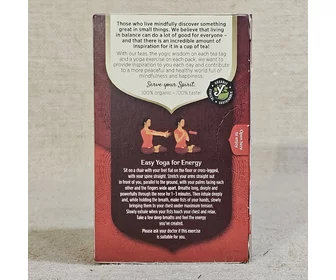 Those who live mindfully discover something
great in small things. We believe that living
in balance can do a lot of good for everyone –
and that there is an incredible amount of
inspiration for it in a cup of tea!
With our teas, the yogic wisdom on each tea tag
and a yoga exercise on each pack, we want to
provide inspiration to you each day and contribute
to a more peaceful and healthy world full of
mindfulness and happiness.
Serve your Spirit.
100% organic – 100% taste!
Open here
Easy Yoga for Energy
Sit on a chair with your feet flat on the floor or cross-legged,
with your spine straight. Stretch your arms straight out
in front of you, parallel to the ground, with your palms facing each
other and the fingers wide apart. Breathe long, deeply and
powerfully through the nose for 1–3 minutes. Then inhale deeply
and, while holding the breath, make fists of your hands, slowly
bringing them to your chest under maximum tension.
Slowly exhale when your fists touch your chest and relax.
Take a few deep breaths and feel the energy
you've created.
Please ask your doctor if this exercise
is suitable for you.